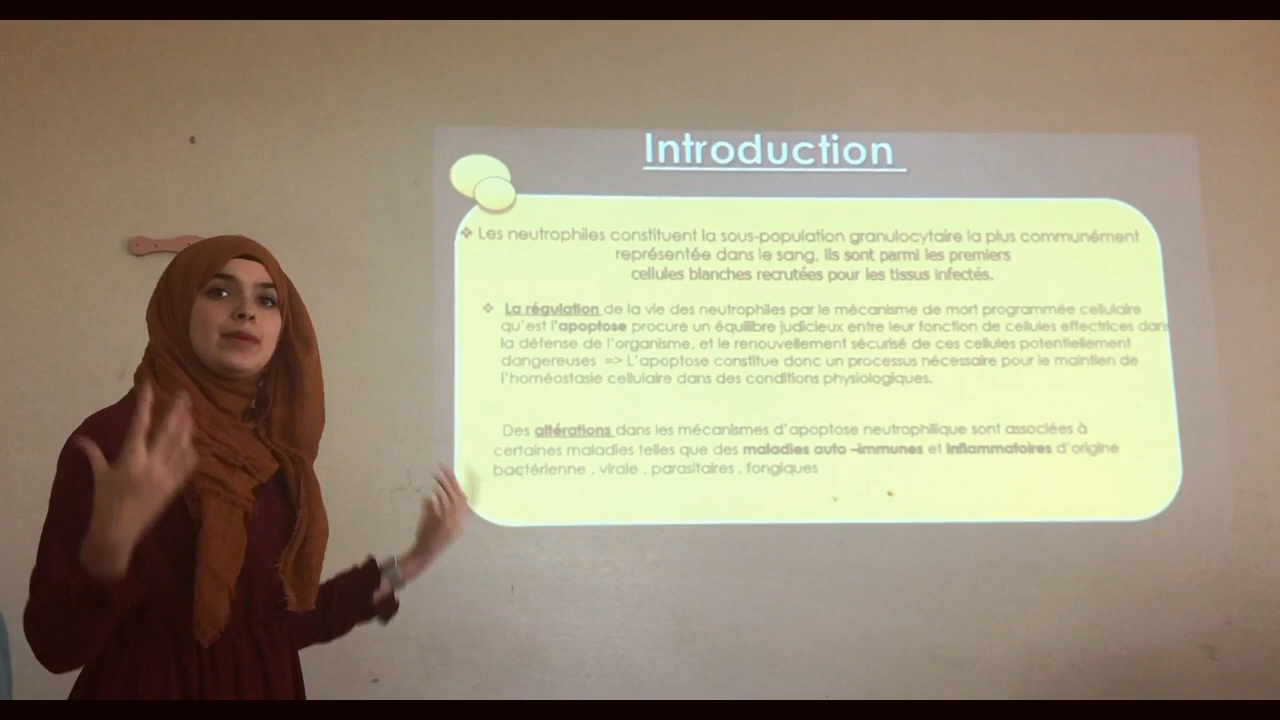 Introduction
❖ Les neutrophiles constituent la sous-population granulocytaire la plus communément
représentée dans le sang. Ils sont parmi les premiers
cellules blanches recrutées pour les tissus infectés.
❖ La régulation de la vie des neutrophiles par le mécanisme de mort programmée cellulaire
qu'est l'apoptose procure un équilibre judicieux entre leur fonction de cellules effectrices dans
la défense de l'organisme, et le renouvellement sécurisé de ces cellules potentiellement
dangereuses => L'apoptose constitue donc un processus nécessaire pour le maintien de
l'homéostasie cellulaire dans des conditions physiologiques.
Des altérations dans les mécanismes d'apoptose neutrophilique sont associées à
certaines maladies telles que des maladies auto –immunes et inflammatoires d'origine
bactérienne , virale , parasitaires , fongiques